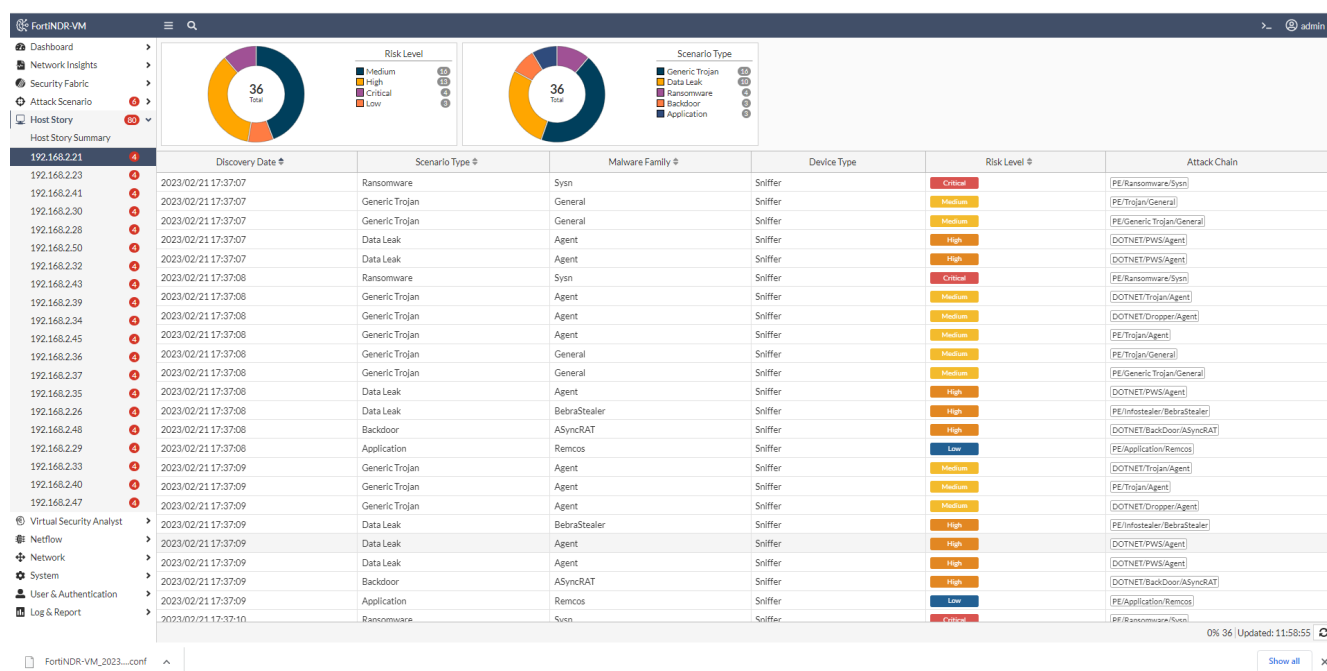 FortiNDR-VM
>_ admin
Dashboard
Network Insights
Security Fabric
Attack Scenario 6
Host Story 80
Host Story Summary
192.168.2.21 4
192.168.2.23 4
192.168.2.41 4
192.168.2.30 4
192.168.2.28 4
192.168.2.50 4
192.168.2.32 4
192.168.2.43 4
192.168.2.39 4
192.168.2.34 4
192.168.2.45 4
192.168.2.36 4
192.168.2.37 4
192.168.2.35 4
192.168.2.26 4
192.168.2.48 4
192.168.2.29 4
192.168.2.33 4
192.168.2.40 4
192.168.2.47 4
Virtual Security Analyst
Netflow
Network
System
User & Authentication
Log & Report
36
Total
Risk Level
Medium 16
High 13
Critical 4
Low 3
36
Total
Scenario Type
Generic Trojan 16
Data Leak 10
Ransomware 4
Backdoor 3
Application 3
Discovery Date Scenario Type Malware Family Device Type Risk Level Attack Chain
2023/02/21 17:37:07 Ransomware Sysn Sniffer Critical PE/Ransomware/Sysn
2023/02/21 17:37:07 Generic Trojan General Sniffer Medium PE/Trojan/General
2023/02/21 17:37:07 Generic Trojan General Sniffer Medium PE/Generic Trojan/General
2023/02/21 17:37:07 Data Leak Agent Sniffer High DOTNET/PWS/Agent
2023/02/21 17:37:07 Data Leak Agent Sniffer High DOTNET/PWS/Agent
2023/02/21 17:37:08 Ransomware Sysn Sniffer Critical PE/Ransomware/Sysn
2023/02/21 17:37:08 Generic Trojan Agent Sniffer Medium DOTNET/Trojan/Agent
2023/02/21 17:37:08 Generic Trojan Agent Sniffer Medium DOTNET/Dropper/Agent
2023/02/21 17:37:08 Generic Trojan Agent Sniffer Medium PE/Trojan/Agent
2023/02/21 17:37:08 Generic Trojan General Sniffer Medium PE/Trojan/General
2023/02/21 17:37:08 Generic Trojan General Sniffer Medium PE/Generic Trojan/General
2023/02/21 17:37:08 Data Leak Agent Sniffer High DOTNET/PWS/Agent
2023/02/21 17:37:08 Data Leak BebraStealer Sniffer High PE/Infostealer/BebraStealer
2023/02/21 17:37:08 Backdoor ASyncRAT Sniffer High DOTNET/BackDoor/ASyncRAT
2023/02/21 17:37:08 Application Remcos Sniffer Low PE/Application/Remcos
2023/02/21 17:37:09 Generic Trojan Agent Sniffer Medium DOTNET/Trojan/Agent
2023/02/21 17:37:09 Generic Trojan Agent Sniffer Medium PE/Trojan/Agent
2023/02/21 17:37:09 Generic Trojan Agent Sniffer Medium DOTNET/Dropper/Agent
2023/02/21 17:37:09 Data Leak BebraStealer Sniffer High PE/Infostealer/BebraStealer
2023/02/21 17:37:09 Data Leak Agent Sniffer High DOTNET/PWS/Agent
2023/02/21 17:37:09 Data Leak Agent Sniffer High DOTNET/PWS/Agent
2023/02/21 17:37:09 Backdoor ASyncRAT Sniffer High DOTNET/BackDoor/ASyncRAT
2023/02/21 17:37:09 Application Remcos Sniffer Low PE/Application/Remcos
2023/02/21 17:37:10 Ransomware Sysn Sniffer Critical PE/Ransomware/Sysn
0% 36 Updated: 11:58:55
FortiNDR-VM_2023....conf
Show all